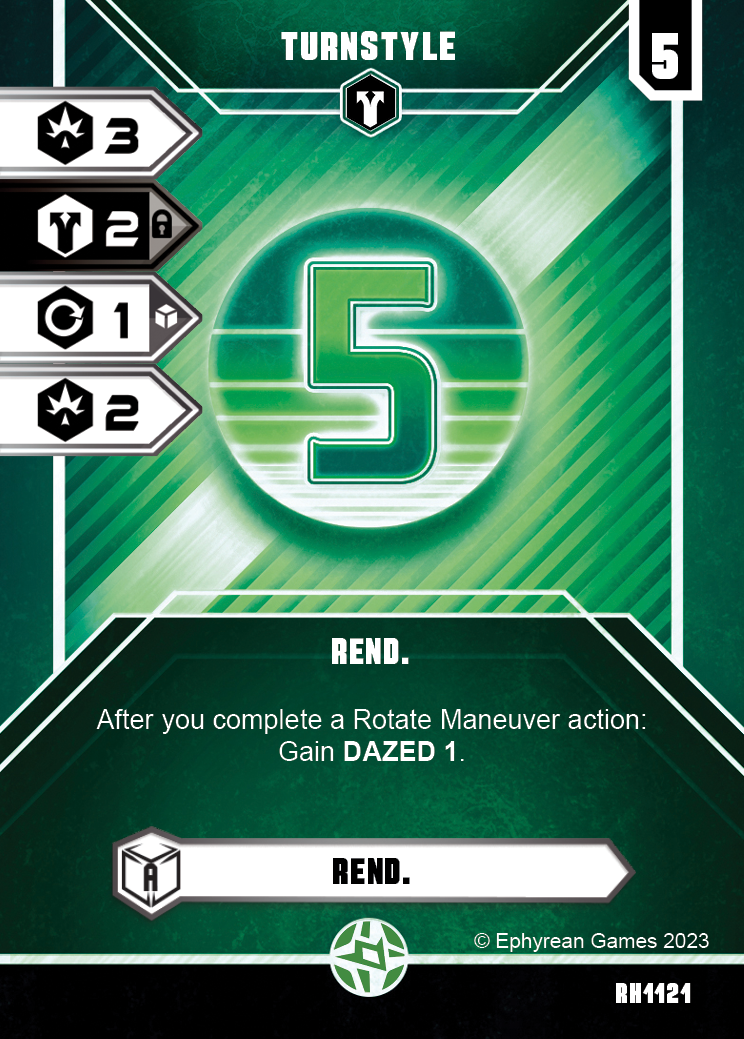 TURNSTYLE
5
3
2
1
2
5
REND.
After you complete a Rotate Maneuver action:
Gain DAZED 1.
A
REND.
© Ephyrean Games 2023
RH1121